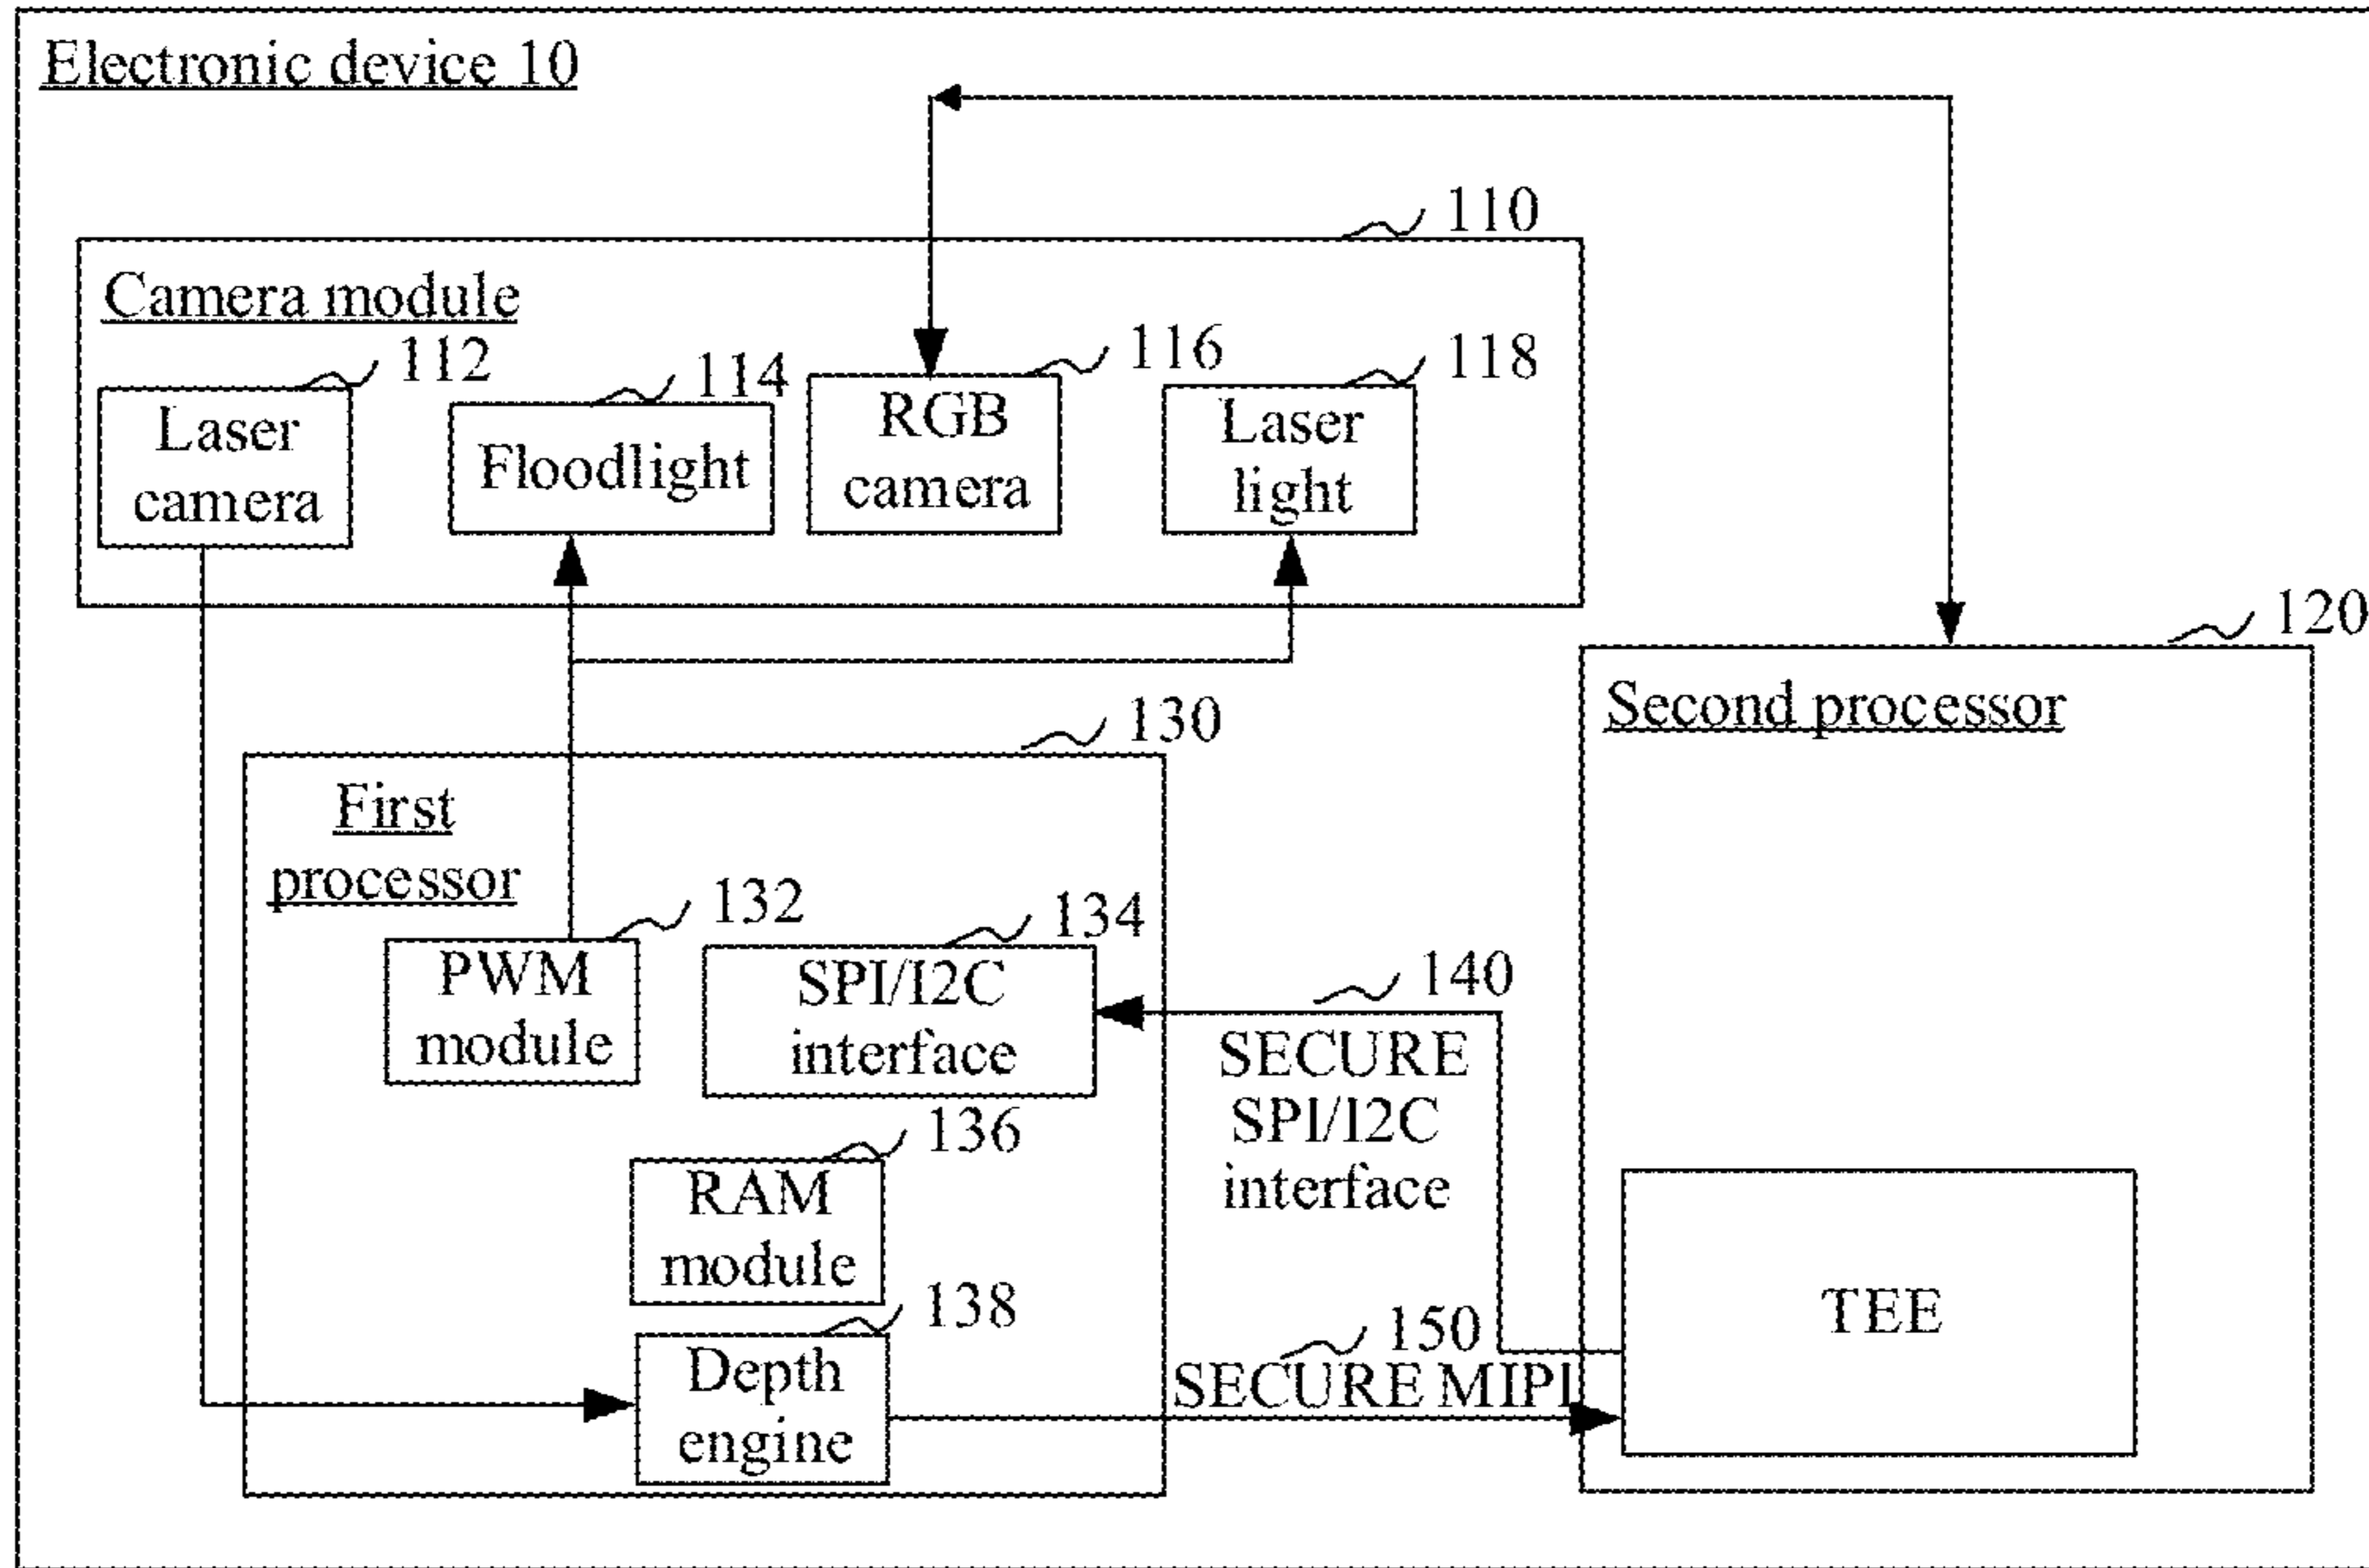 Electronic device 10
110
Camera module
112
114
116
118
Laser
camera
Floodlight
RGB
camera
Laser
light
120
Second processor
130
First
processor
132
134
PWM
module
SPI/I2C
interface
140
SECURE
SPI/I2C
interface
136
RAM
module
138
Depth
engine
150
SECURE MIPI
TEE